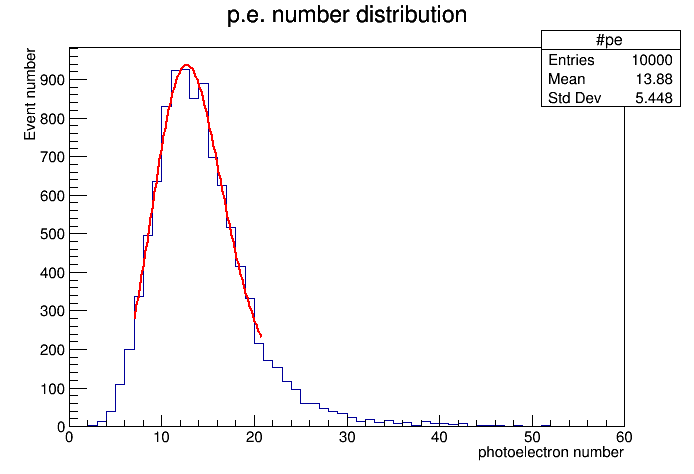 p.e. number distribution
#pe
Entries 10000
Mean 13.88
Std Dev 5.448
Event number
900
800
700
600
500
400
300
200
100
0
0 10 20 30 40 50 60
photoelectron number